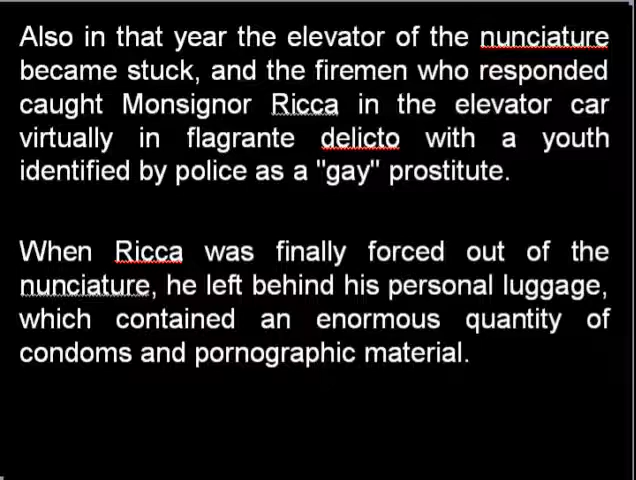 Also in that year the elevator of the nunciature
became stuck, and the firemen who responded
caught Monsignor Ricca in the elevator car
virtually in flagrante delicto with a youth
identified by police as a "gay" prostitute.
When Ricca was finally forced out of the
nunciature, he left behind his personal luggage,
which contained an enormous quantity of
condoms and pornographic material.